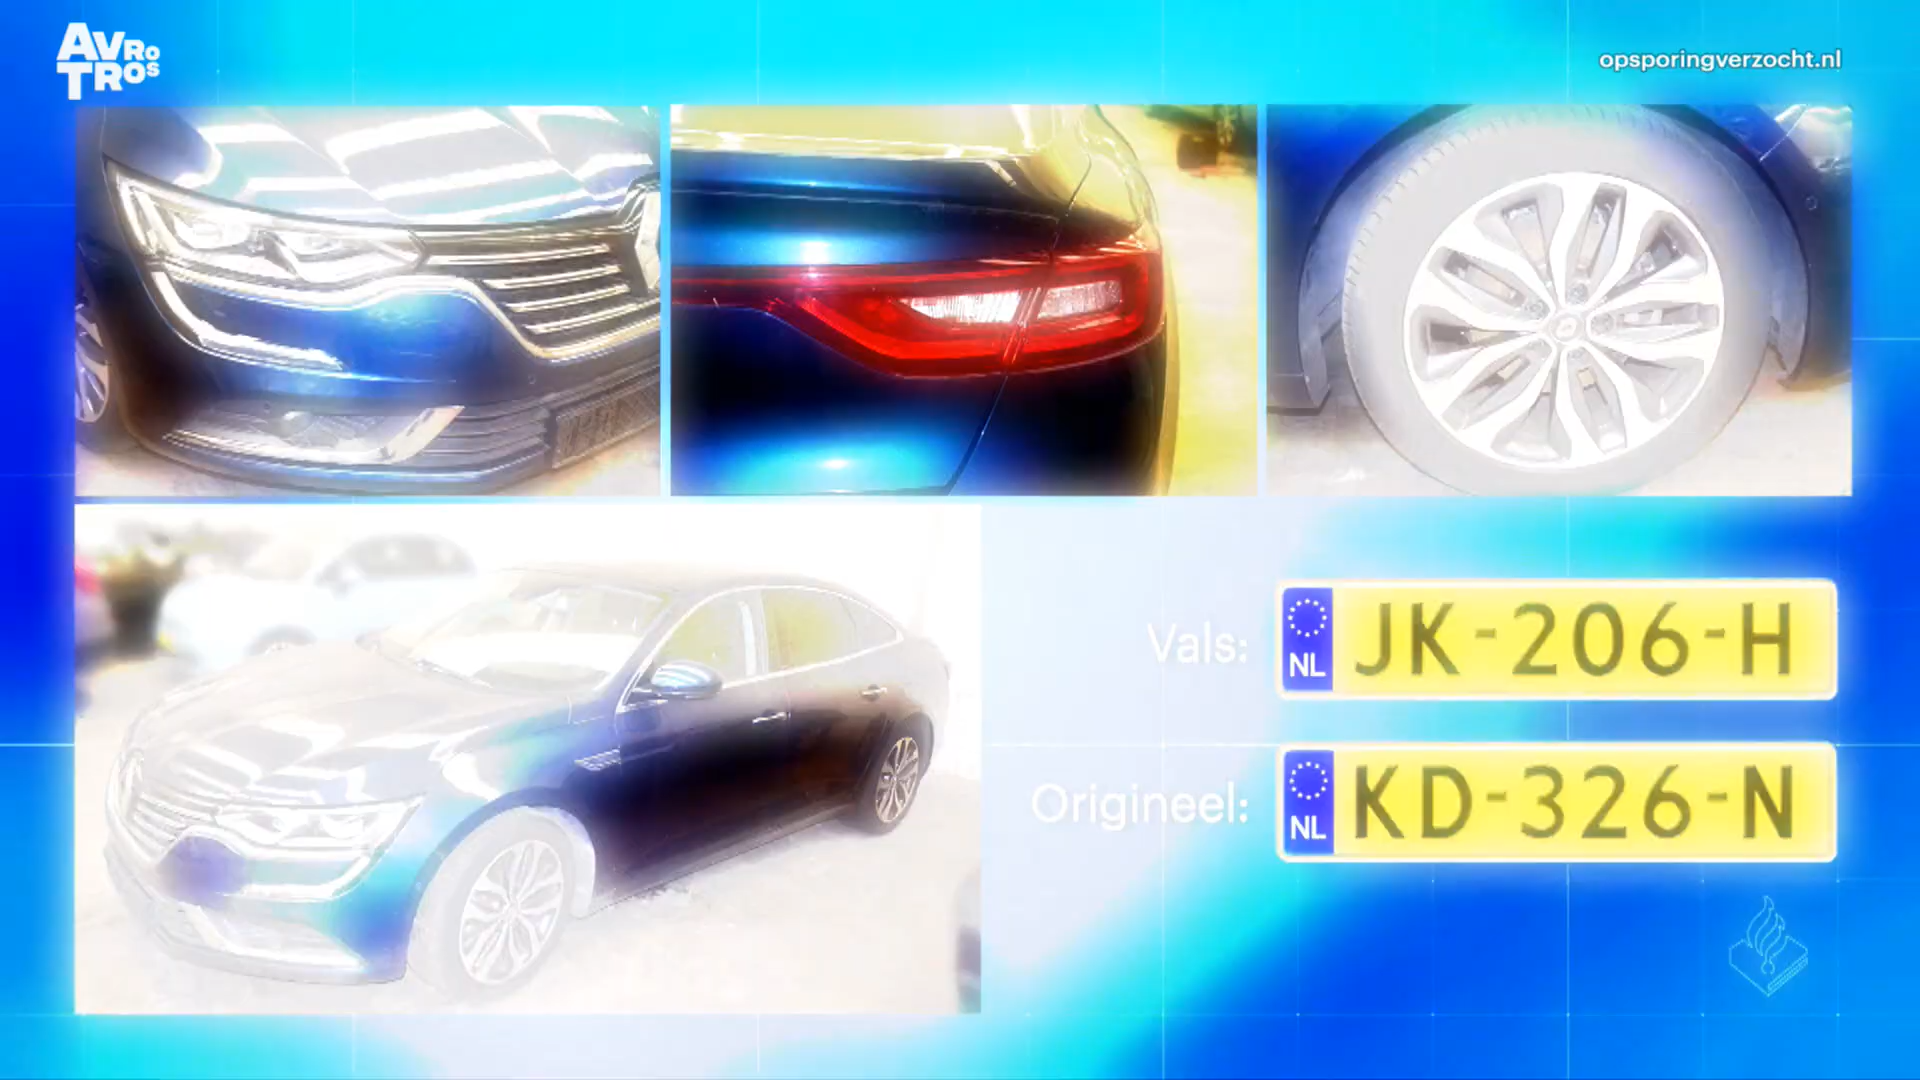 AVRO
TROS
opsporingverzocht.nl
Vals:
NL JK-206-H
Origineel:
NL KD-326-N